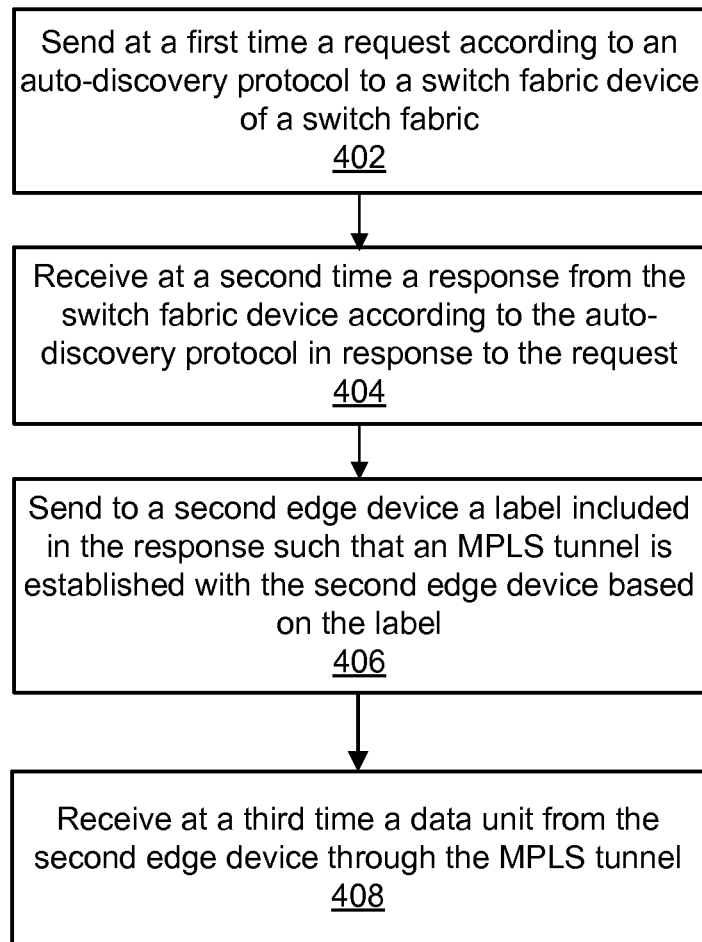 Send at a first time a request according to an
auto-discovery protocol to a switch fabric device
of a switch fabric
402
Receive at a second time a response from the
switch fabric device according to the auto-
discovery protocol in response to the request
404
Send to a second edge device a label included
in the response such that an MPLS tunnel is
established with the second edge device based
on the label
406
Receive at a third time a data unit from the
second edge device through the MPLS tunnel
408